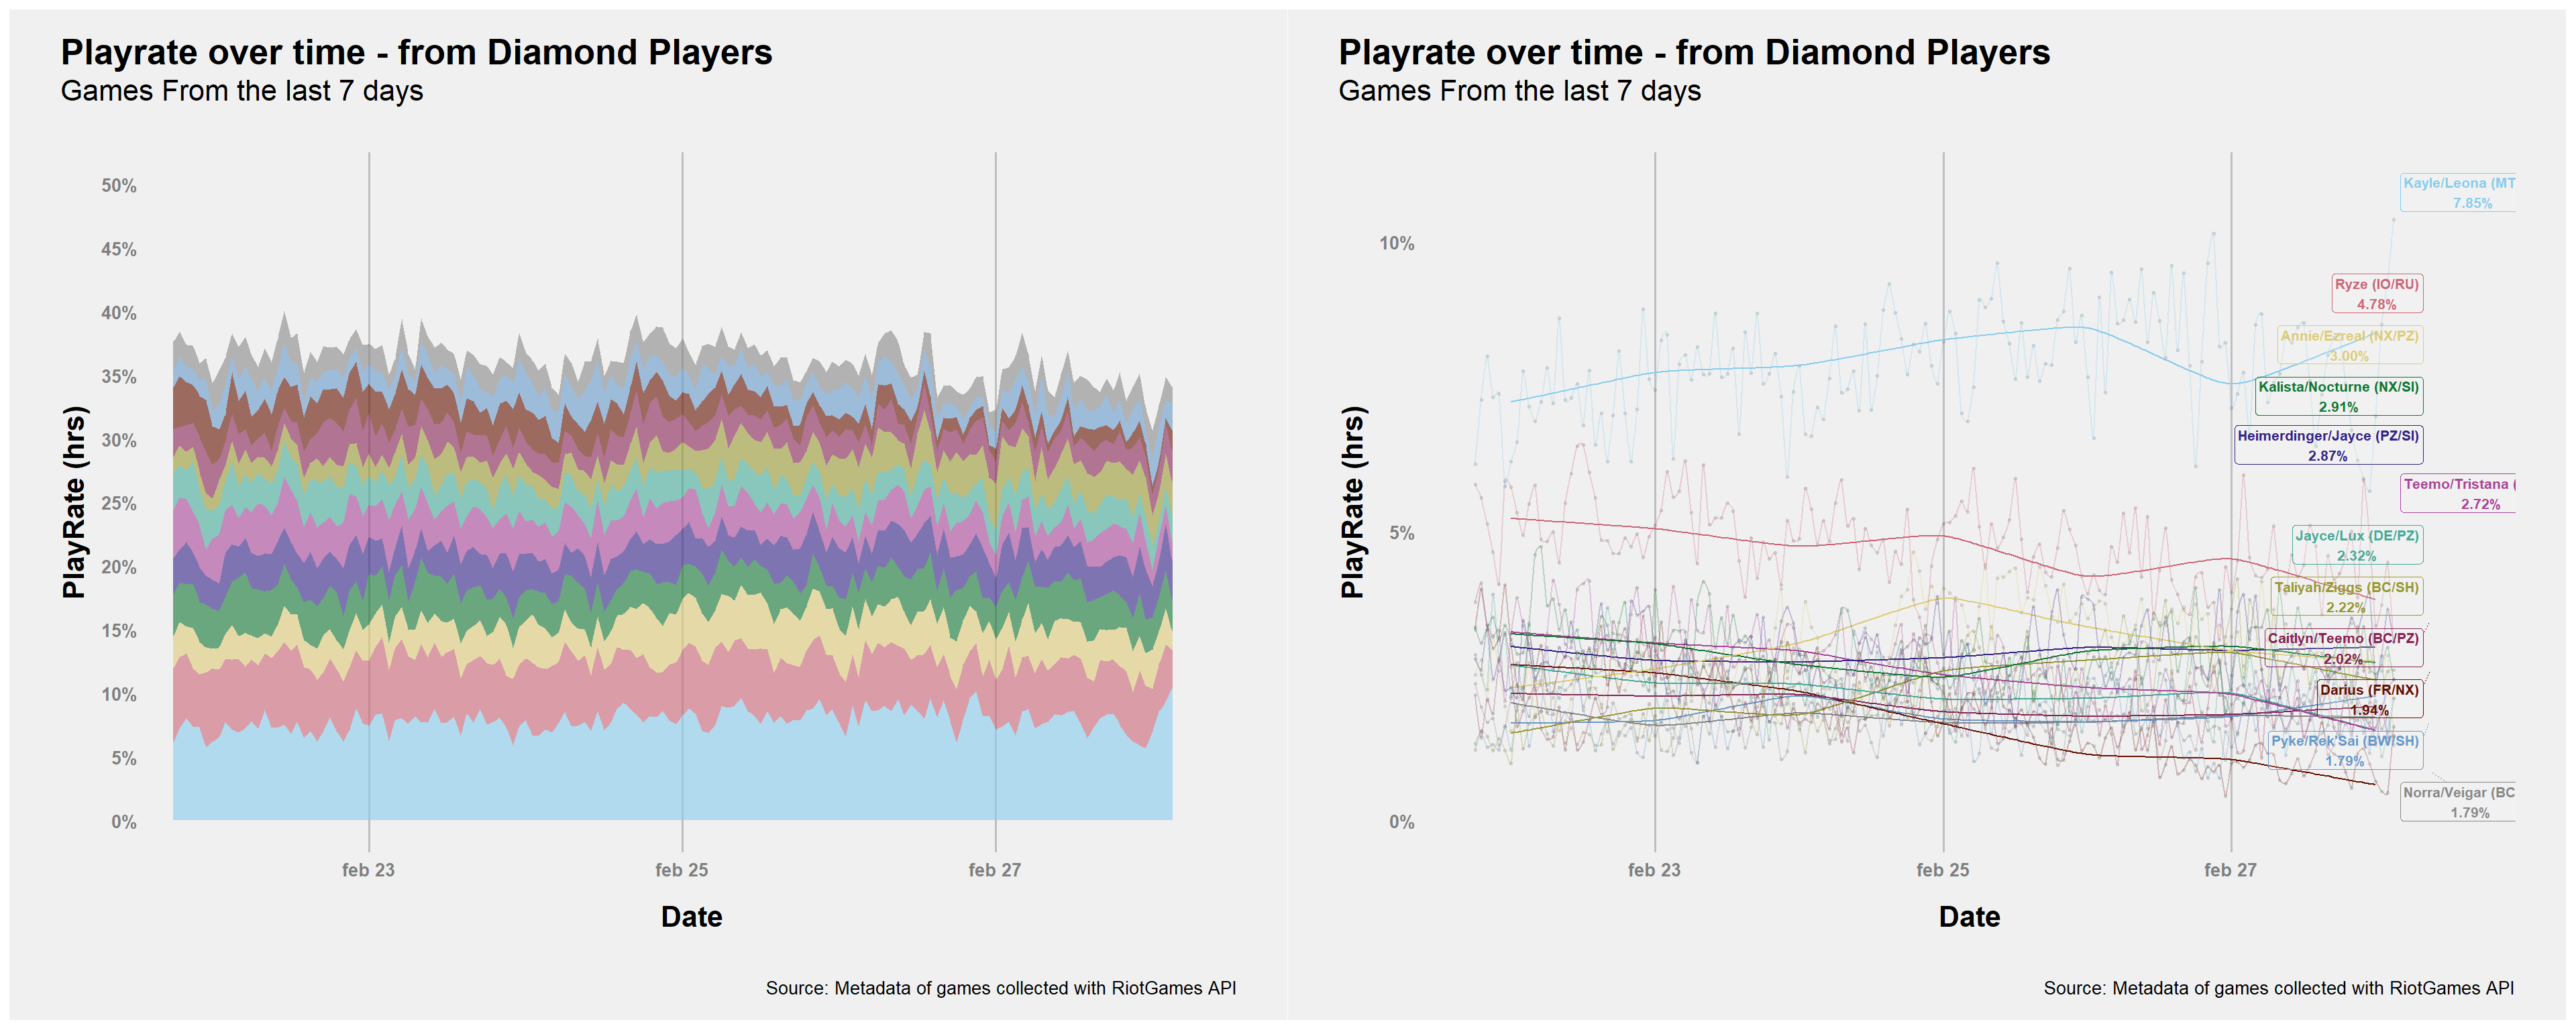 Playrate over time - from Diamond Players
Games From the last 7 days
PlayRate (hrs)
50%
45%
40%
35%
30%
25%
20%
15%
10%
5%
0%
feb 23
feb 25
feb 27
Date
Source: Metadata of games collected with RiotGames API
Playrate over time - from Diamond Players
Games From the last 7 days
PlayRate (hrs)
10%
5%
0%
Kayle/Leona (MT
7.85%
Ryze (IO/RU)
4.78%
Annie/Ezreal (NX/PZ)
3.00%
Kalista/Nocturne (NX/SI)
2.91%
Heimerdinger/Jayce (PZ/SI)
2.87%
Teemo/Tristana (
2.72%
Jayce/Lux (DE/PZ)
2.32%
Taliyah/Ziggs (BC/SH)
2.22%
Caitlyn/Teemo (BC/PZ)
2.02%
Darius (FR/NX)
1.94%
Pyke/Rek'Sai (BW/SH)
1.79%
Norra/Veigar (BC
1.79%
feb 23
feb 25
feb 27
Date
Source: Metadata of games collected with RiotGames API